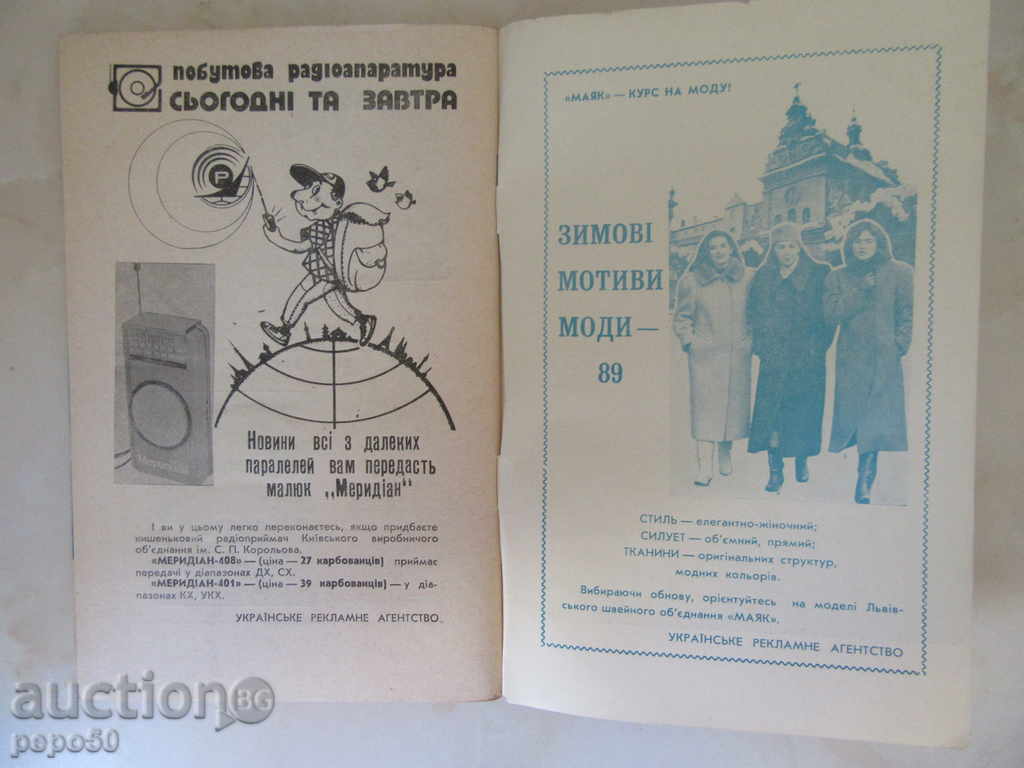 побутова радіоапаратура
СЬОГОДНІ ТА ЗАВТРА
Р
Новини всі з далеких
паралелей вам передасть
малюк „Меридіан"
І ви у цьому легко переконаєтесь, якщо придбаєте
кишеньковий радіоприймач Київського виробничого
об'єднання ім. С. П. Корольова.
«МЕРИДІАН-408» — (ціна — 27 карбованців) приймає
передачі у діапазонах ДХ, СХ.
«МЕРИДІАН-401» — (ціна — 39 карбованців) — у діа-
пазонах КХ, УКХ.
УКРАЇНСЬКЕ РЕКЛАМНЕ АГЕНТСТВО.
«МАЯК» — КУРС НА МОДУ!
ЗИМОВІ
МОТИВИ
МОДИ —
89
СТИЛЬ — елегантно-жіночний;
СИЛУЕТ — об'ємний, прямий;
ТКАНИНИ — оригінальних структур,
модних кольорів.
Вибираючи обнову, орієнтуйтесь на моделі Львів-
ського швейного об'єднання «МАЯК».
УКРАЇНСЬКЕ РЕКЛАМНЕ АГЕНТСТВО
auction BG
pepo50